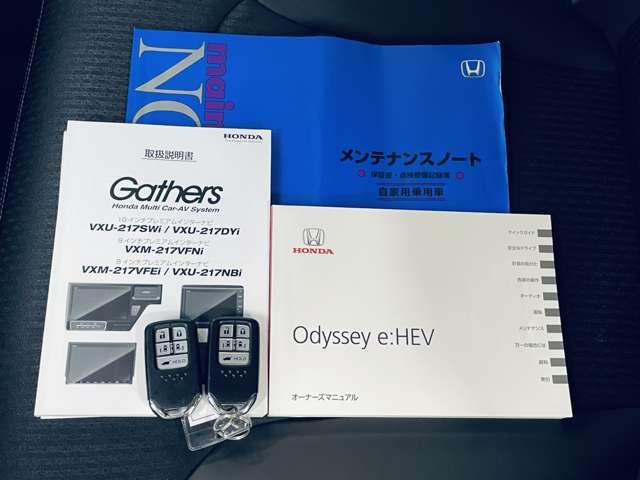 main
NO
メンテナンスノート
保証書・点検整備記録簿
自家用乗用車
HONDA
取扱説明書
Gathers
Honda Multi Car-AV System
10インチプレミアムインターナビ
VXU-217SWi / VXU-217DYi
9インチプレミアムインターナビ
VXM-217VFNi
8インチプレミアムインターナビ
VXM-217VFEi / VXU-217NBi
HONDA
Odyssey e:HEV
オーナーズマニュアル
クイックガイド
安全なドライブ
計器の見かた
各部の操作
オーディオ
運転
メンテナンス
万一の場合には
資料
索引
HOLD
HOLD